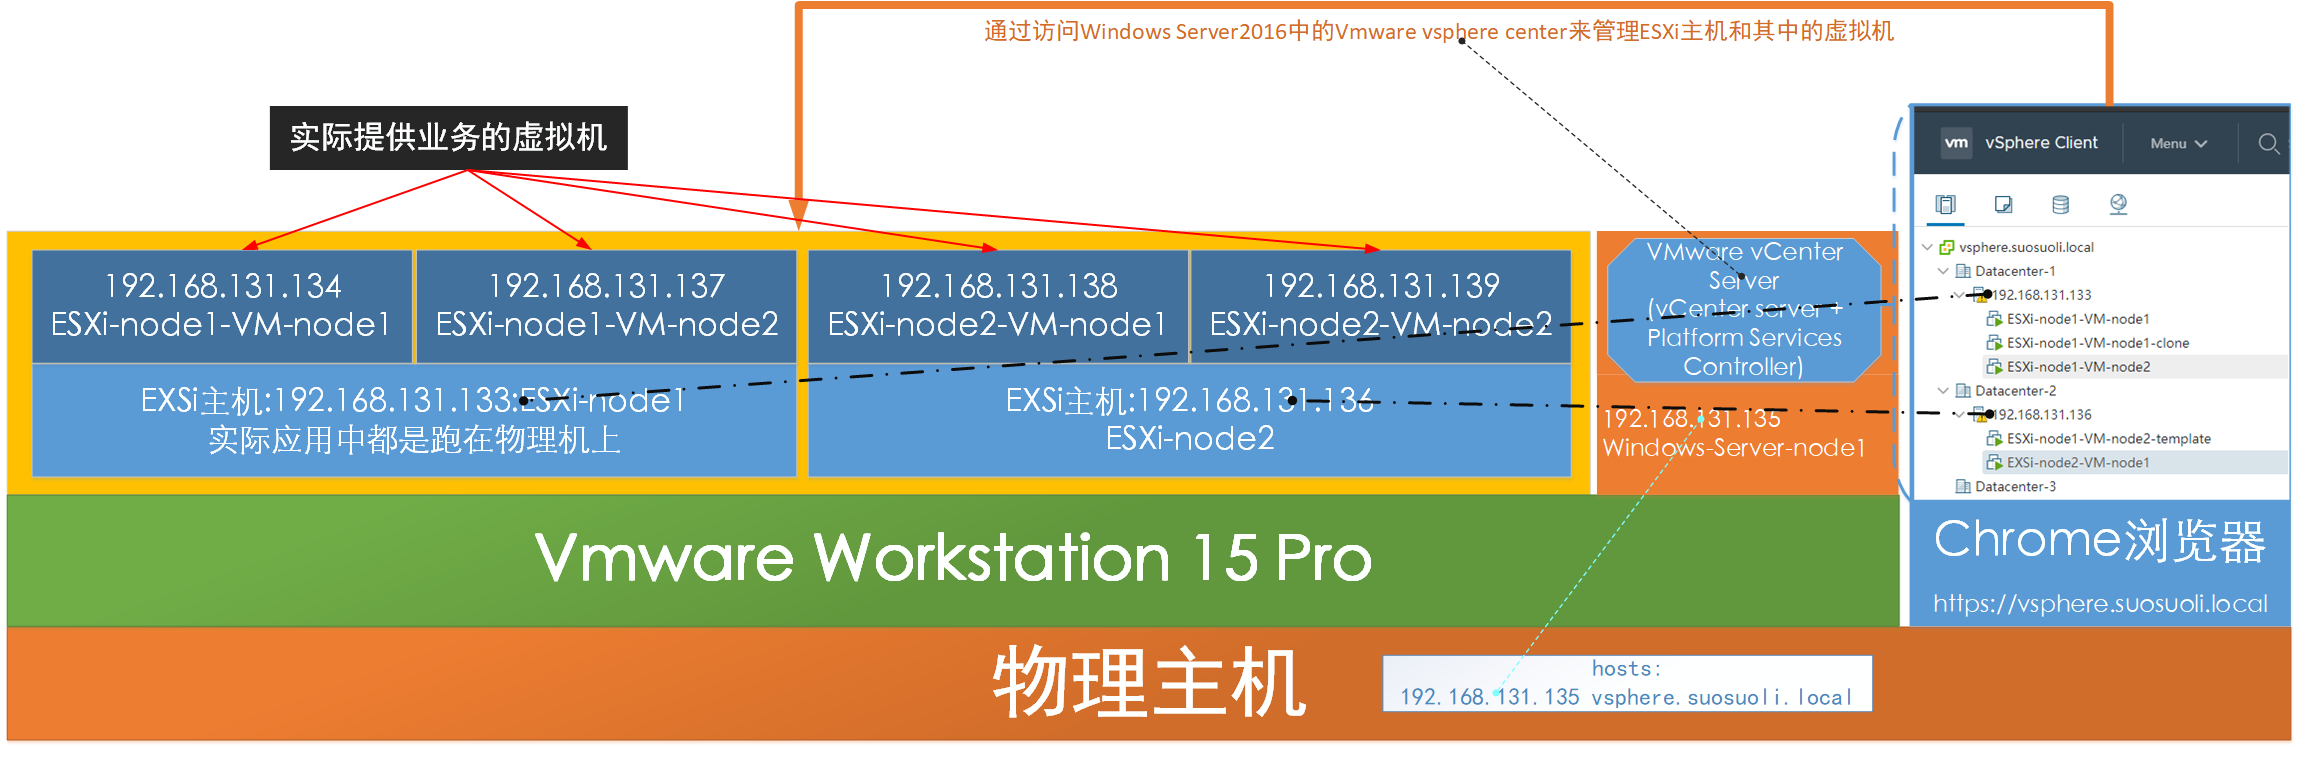 通过访问Windows Server2016中的Vmware vsphere center来管理ESXi主机和其中的虚拟机
实际提供业务的虚拟机
192.168.131.134
ESXi-node1-VM-node1
192.168.131.137
ESXi-node1-VM-node2
192.168.131.138
ESXi-node2-VM-node1
192.168.131.139
ESXi-node2-VM-node2
EXSi主机:192.168.131.133:ESXi-node1
实际应用中都是跑在物理机上
EXSi主机:192.168.131.136
ESXi-node2
VMware vCenter
Server
(vCenter server +
Platform Services
Controller)
192.168.131.135
Windows-Server-node1
vm vSphere Client Menu
vsphere.suosuoli.local
Datacenter-1
192.168.131.133
ESXi-node1-VM-node1
ESXi-node1-VM-node1-clone
ESXi-node1-VM-node2
Datacenter-2
192.168.131.136
ESXi-node1-VM-node2-template
EXSi-node2-VM-node1
Datacenter-3
Chrome浏览器
https://vsphere.suosuoli.local
Vmware Workstation 15 Pro
物理主机
hosts:
192.168.131.135 vsphere.suosuoli.local